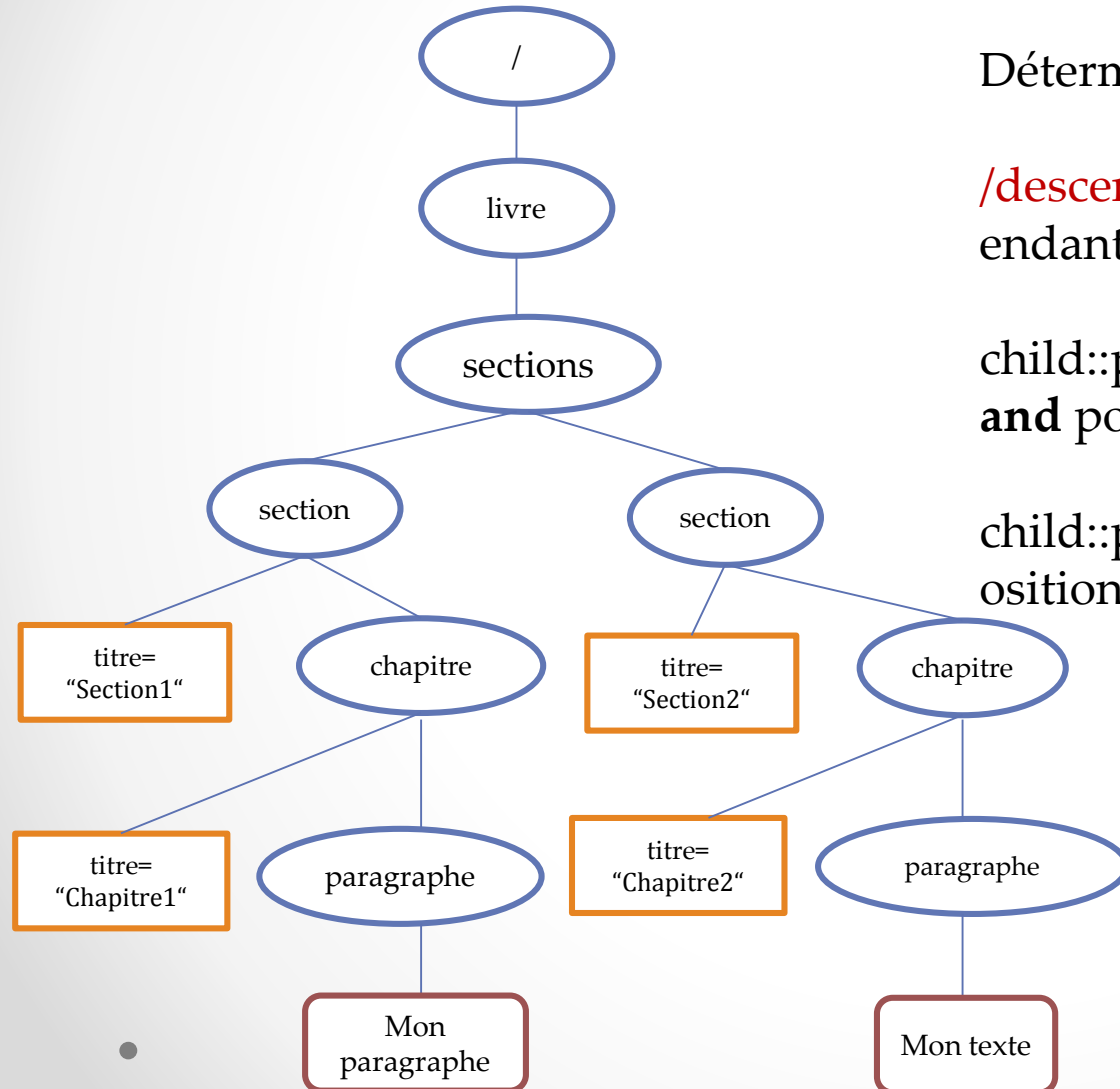 /
livre
sections
section
section
titre=
“Section1“
chapitre
titre=
“Section2“
chapitre
titre=
“Chapitre1“
paragraphe
titre=
“Chapitre2“
paragraphe
Mon
paragraphe
Mon texte
Déterm
/descen
endant
child::p
and po
child::p
osition